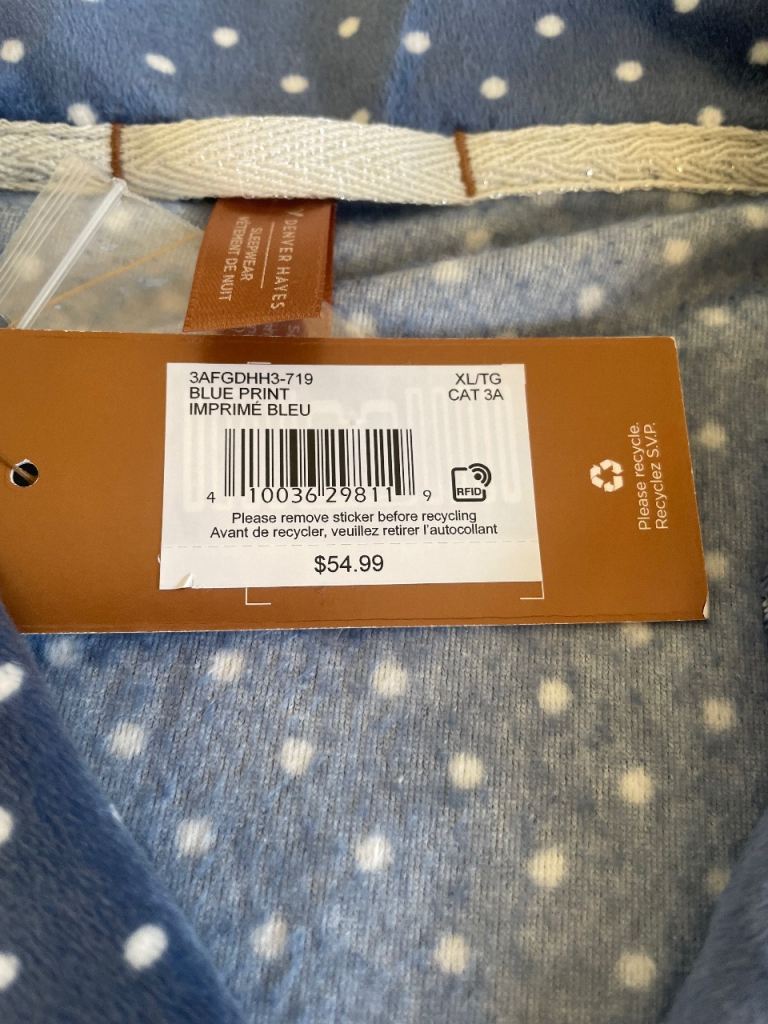 DENVER HAYES
SLEEPWEAR
VÊTEMENT DE NUIT
3AFGDHH3-719
XL/TG
BLUE PRINT
CAT 3A
IMPRIMÉ BLEU
4 10036 29811 9
RFID
Please remove sticker before recycling
Avant de recycler, veuillez retirer l'autocollant
$54.99
Please recycle.
Recyclez S.V.P.